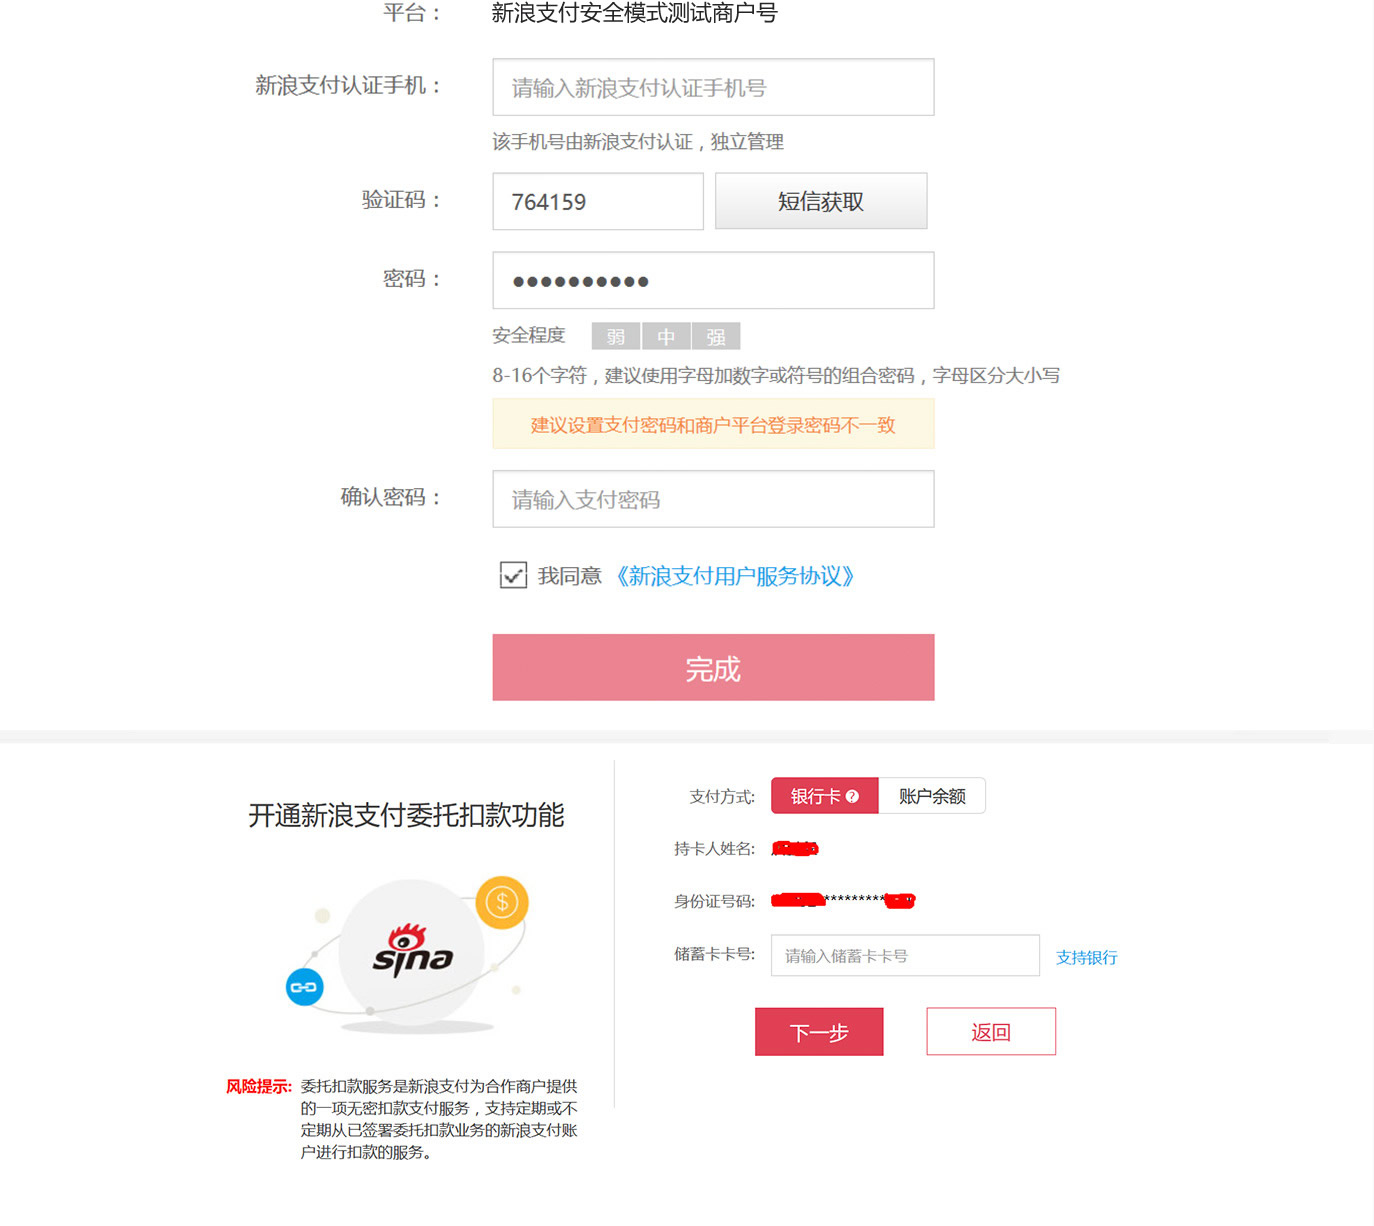 平台： 新浪支付安全模式测试商户号
新浪支付认证手机： 请输入新浪支付认证手机号
该手机号由新浪支付认证，独立管理
验证码： 764159 短信获取
密码： ●●●●●●●●●●
安全程度 弱 中 强
8-16个字符，建议使用字母加数字或符号的组合密码，字母区分大小写
建议设置支付密码和商户平台登录密码不一致
确认密码： 请输入支付密码
我同意 《新浪支付用户服务协议》
完成
开通新浪支付委托扣款功能
$
sina
风险提示: 委托扣款服务是新浪支付为合作商户提供
的一项无密扣款支付服务，支持定期或不
定期从已签署委托扣款业务的新浪支付账
户进行扣款的服务。
支付方式: 银行卡 ? 账户余额
持卡人姓名:
身份证号码: *********
储蓄卡卡号: 请输入储蓄卡卡号 支持银行
下一步 返回